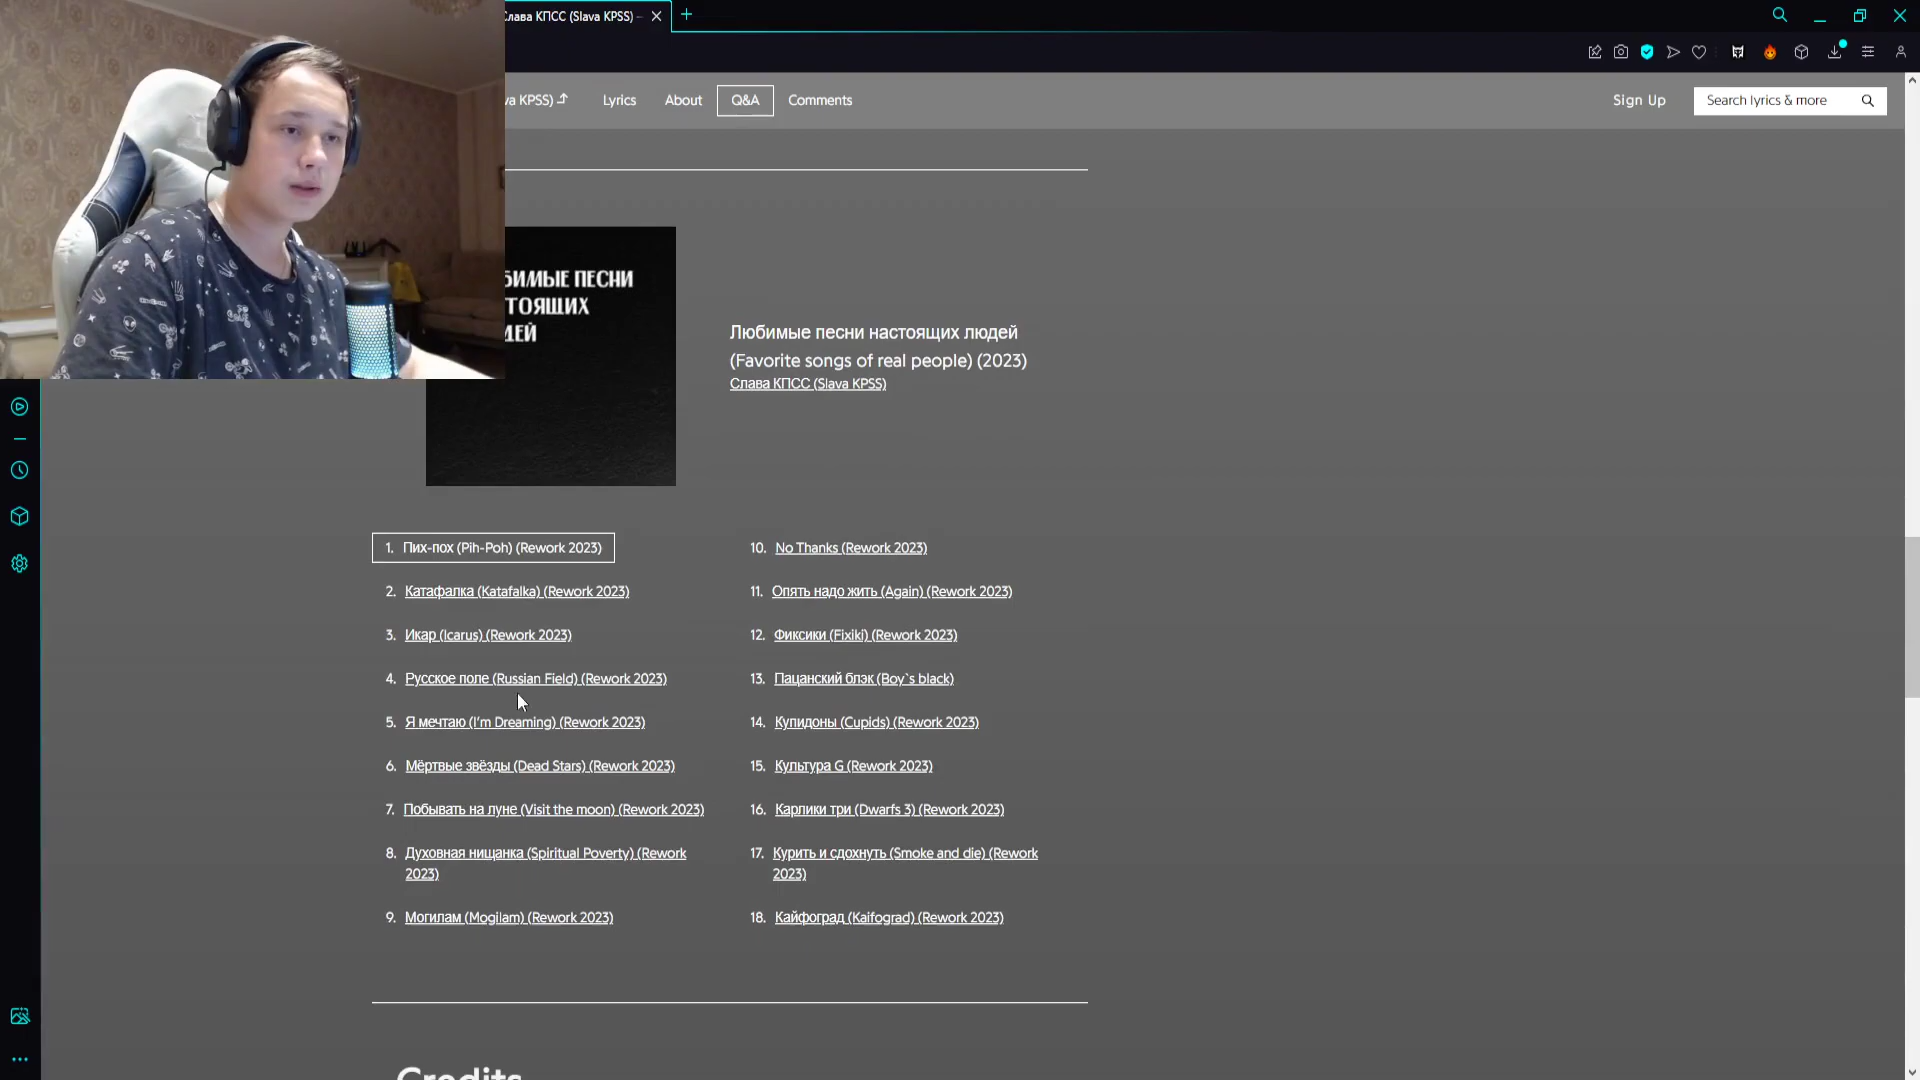 Слава КПСС (Slava KPSS) –
va KPSS)
Lyrics
About
Q&A
Comments
Sign Up
Search lyrics & more
БИМЫЕ ПЕСНИ
ТОЯЩИХ
ДЕЙ
Любимые песни настоящих людей
(Favorite songs of real people) (2023)
Слава КПСС (Slava KPSS)
1. Пих-пох (Pih-Poh) (Rework 2023)
2. Катафалка (Katafalka) (Rework 2023)
3. Икар (Icarus) (Rework 2023)
4. Русское поле (Russian Field) (Rework 2023)
5. Я мечтаю (I'm Dreaming) (Rework 2023)
6. Мёртвые звёзды (Dead Stars) (Rework 2023)
7. Побывать на луне (Visit the moon) (Rework 2023)
8. Духовная нищанка (Spiritual Poverty) (Rework
2023)
9. Могилам (Mogilam) (Rework 2023)
10. No Thanks (Rework 2023)
11. Опять надо жить (Again) (Rework 2023)
12. Фиксики (Fixiki) (Rework 2023)
13. Пацанский блэк (Boy`s black)
14. Купидоны (Cupids) (Rework 2023)
15. Культура G (Rework 2023)
16. Карлики три (Dwarfs 3) (Rework 2023)
17. Курить и сдохнуть (Smoke and die) (Rework
2023)
18. Кайфоград (Kaifograd) (Rework 2023)
Credits